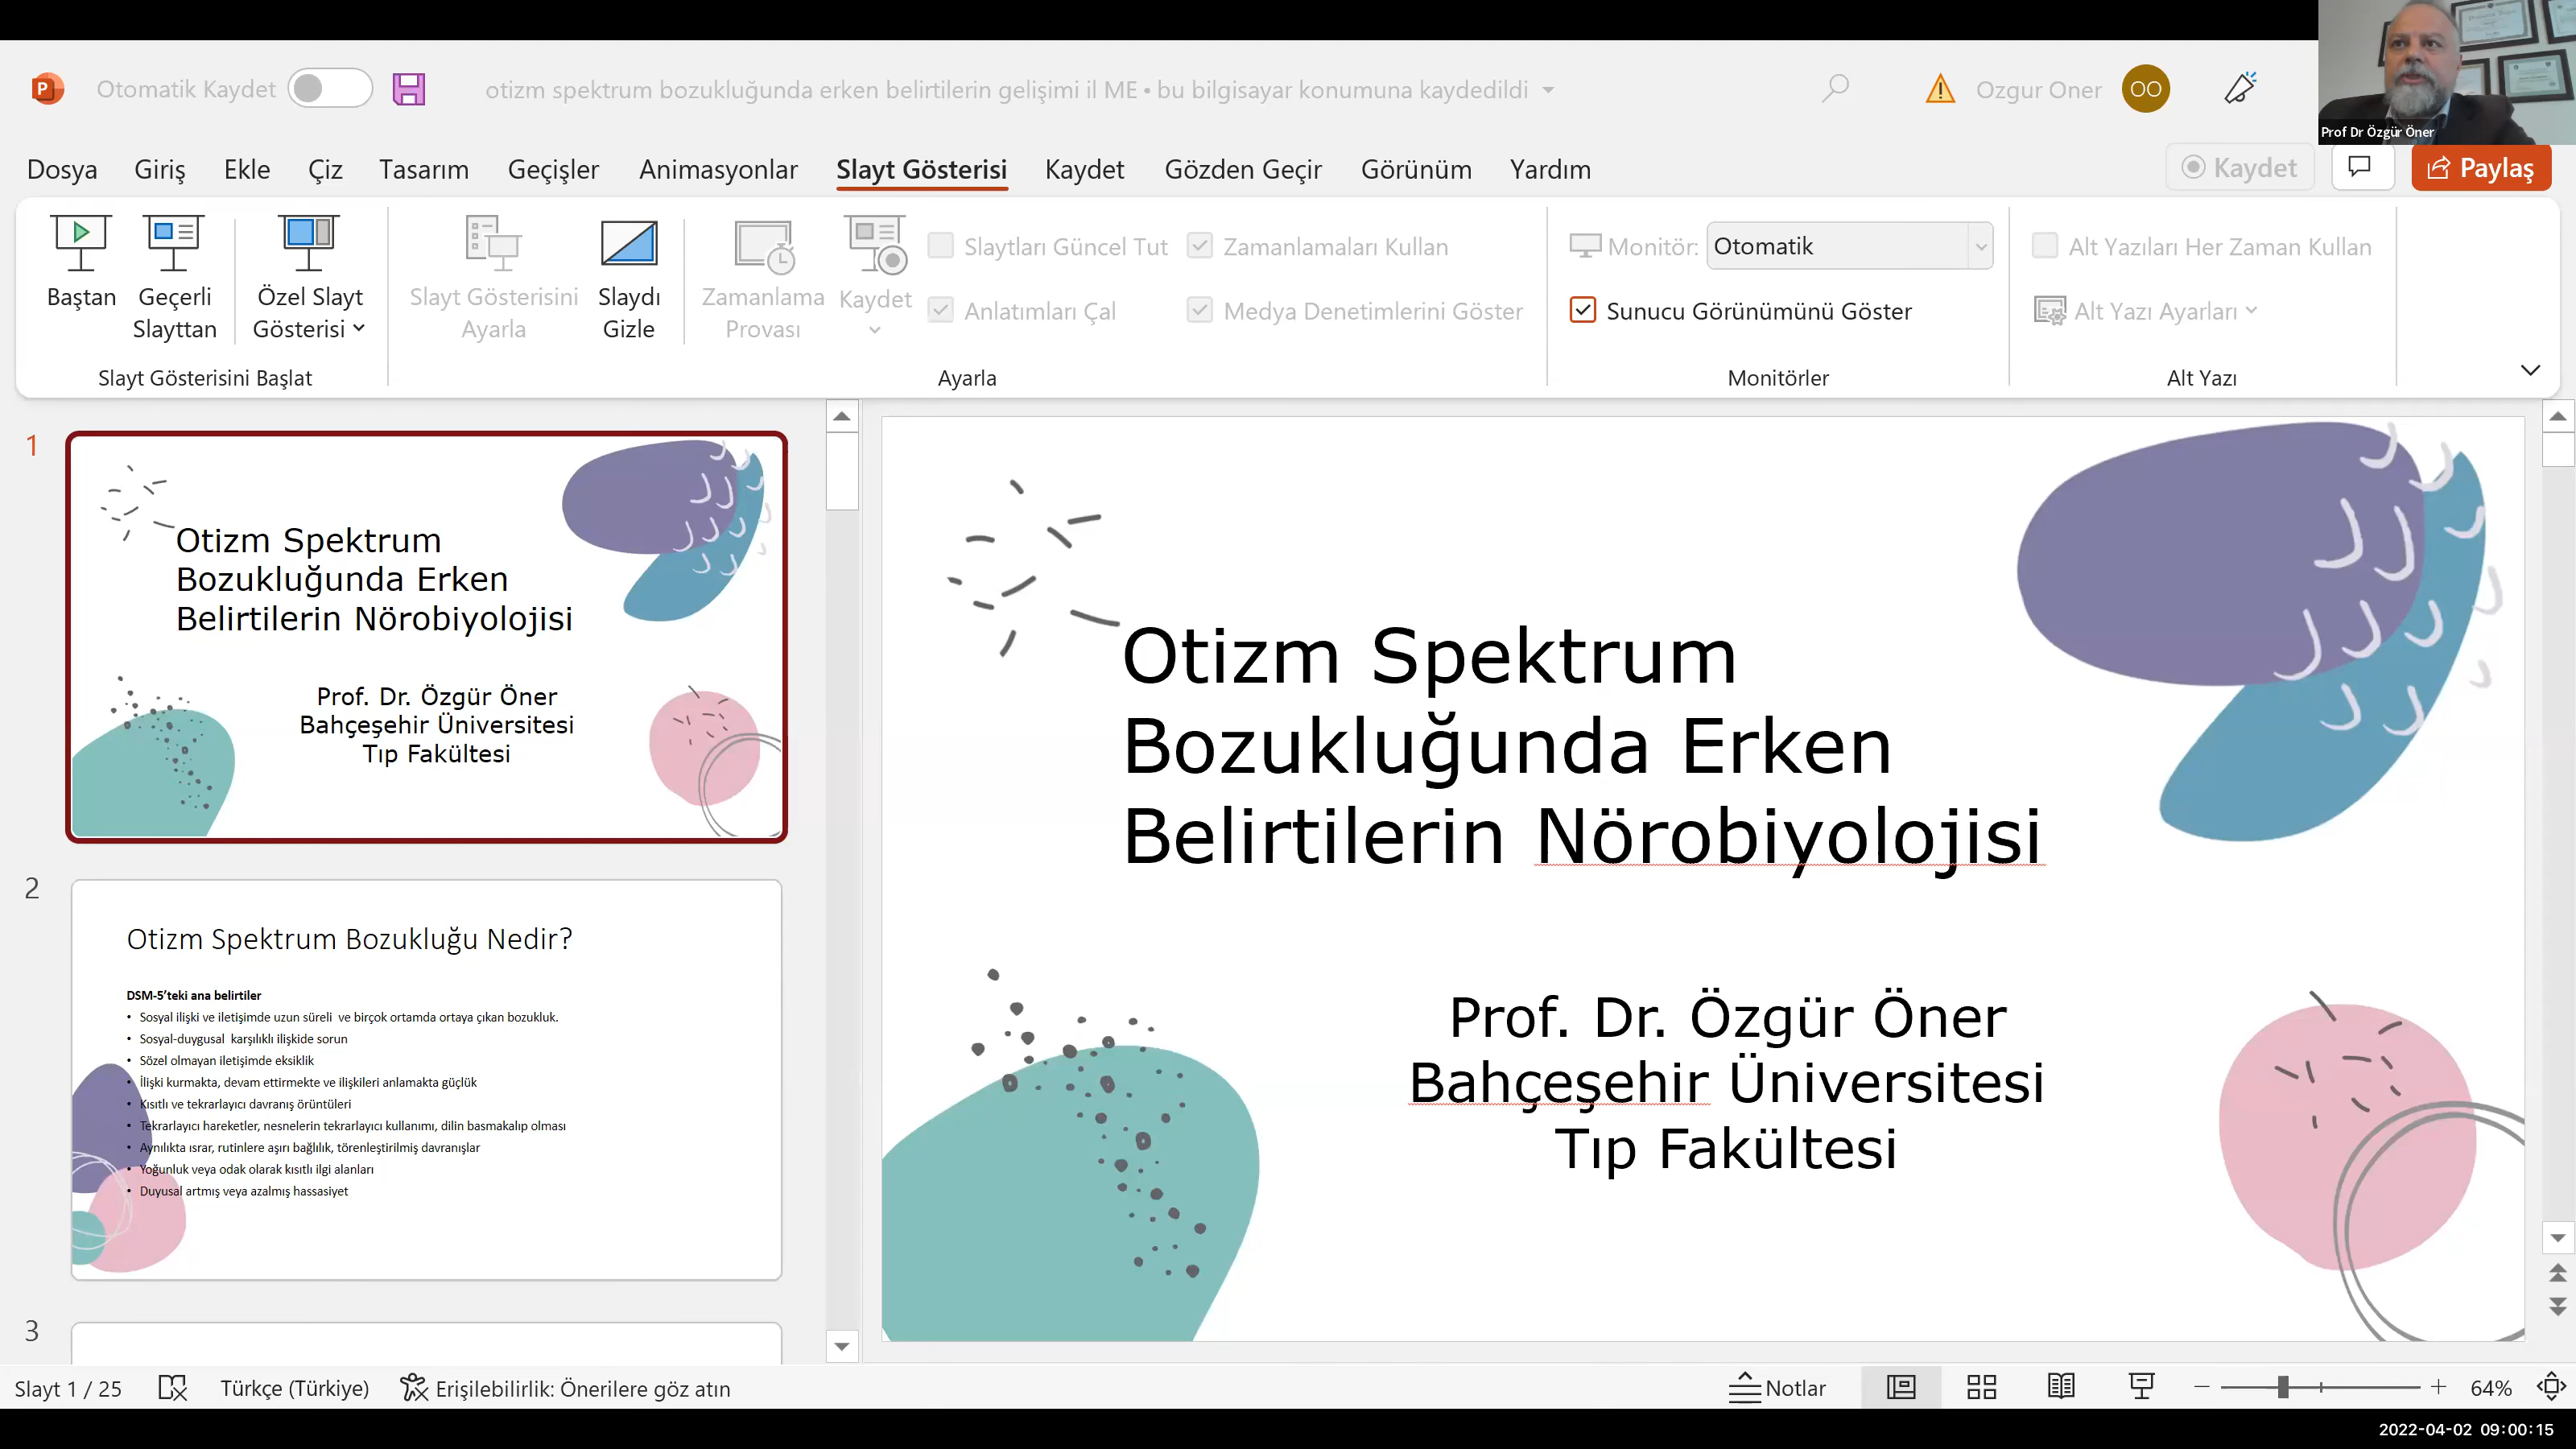 Otomatik Kaydet
otizm spektrum bozukluğunda erken belirtilerin gelişimi il ME • bu bilgisayar konumuna kaydedildi
Ozgur Oner
OO
Prof Dr Özgür Öner
Dosya Giriş Ekle Çiz Tasarım Geçişler Animasyonlar Slayt Gösterisi Kaydet Gözden Geçir Görünüm Yardım
Kaydet
Paylaş
Baştan
Geçerli
Slayttan
Özel Slayt
Gösterisi
Slayt Gösterisini Başlat
Slayt Gösterisini
Ayarla
Slaydı
Gizle
Zamanlama
Provası
Kaydet
Slaytları Güncel Tut
Anlatımları Çal
Zamanlamaları Kullan
Medya Denetimlerini Göster
Ayarla
Monitör: Otomatik
Sunucu Görünümünü Göster
Monitörler
Alt Yazıları Her Zaman Kullan
Alt Yazı Ayarları
Alt Yazı
1
Otizm Spektrum
Bozukluğunda Erken
Belirtilerin Nörobiyolojisi
Prof. Dr. Özgür Öner
Bahçeşehir Üniversitesi
Tıp Fakültesi
2
Otizm Spektrum Bozukluğu Nedir?
DSM-5’teki ana belirtiler
• Sosyal ilişki ve iletişimde uzun süreli ve birçok ortamda ortaya çıkan bozukluk.
• Sosyal-duygusal karşılıklı ilişkide sorun
• Sözel olmayan iletişimde eksiklik
• İlişki kurmakta, devam ettirmekte ve ilişkileri anlamakta güçlük
• Kısıtlı ve tekrarlayıcı davranış örüntüleri
• Tekrarlayıcı hareketler, nesnelerin tekrarlayıcı kullanımı, dilin basmakalıp olması
• Aynılıkta ısrar, rutinlere aşırı bağlılık, törenleştirilmiş davranışlar
• Yoğunluk veya odak olarak kısıtlı ilgi alanları
• Duyusal artmış veya azalmış hassasiyet
3
Otizm Spektrum
Bozukluğunda Erken
Belirtilerin Nörobiyolojisi
Prof. Dr. Özgür Öner
Bahçeşehir Üniversitesi
Tıp Fakültesi
Slayt 1 / 25
Türkçe (Türkiye)
Erişilebilirlik: Önerilere göz atın
Notlar
64%
2022-04-02 09:00:15